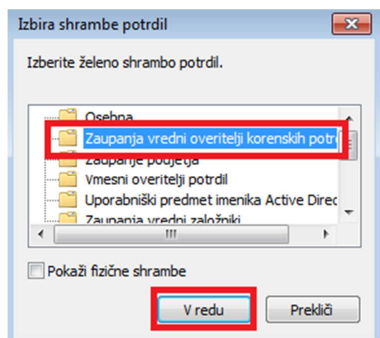 Izbira shrambe potrdil
Izberite želeno shrambo potrdil.
Osebna
Zaupanja vredni overitelji korenskih potr
Zaupanje podjetja
Vmesni overitelji potrdil
Uporabniški predmet imenika Active Direc
Zaupanja vredni založniki
Pokaži fizične shrambe
V redu
Prekliči